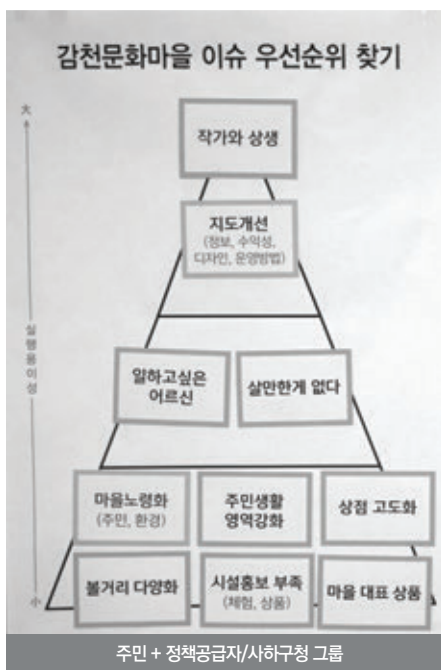 감천문화마을 이슈 우선순위 찾기
大
작가와 상생
지도개선
(정보, 수익성,
디자인, 운영방법)
실행용이성
일하고싶은
어르신
살만한게 없다
마을노령화
(주민, 환경)
주민생활
영역강화
상점 고도화
볼거리 다양화
시설홍보 부족
(체험, 상품)
마을 대표 상품
小
주민 + 정책공급자/사하구청 그룹